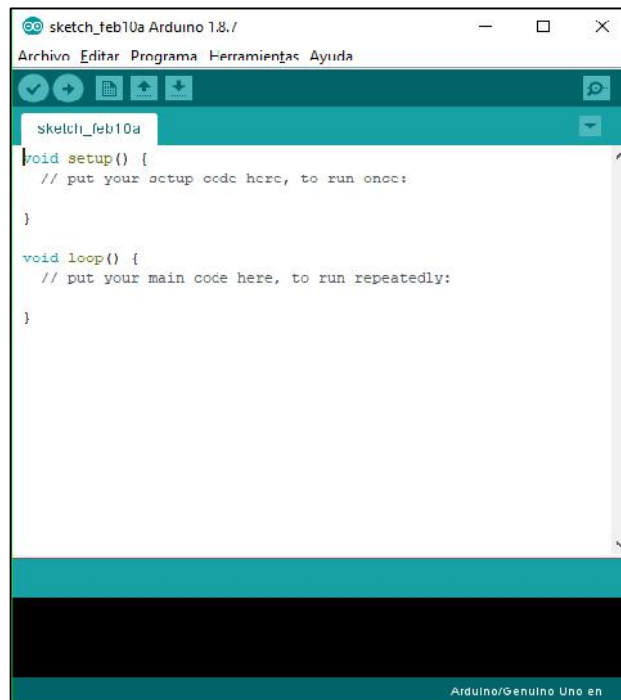 sketch_feb10a Arduino 1.8.7
Archivo Editar Programa Herramientas Ayuda
sketch_feb10a
void setup() {
// put your setup code here, to run once:
}
void loop() {
// put your main code here, to run repeatedly:
}
Arduino/Genuino Uno en